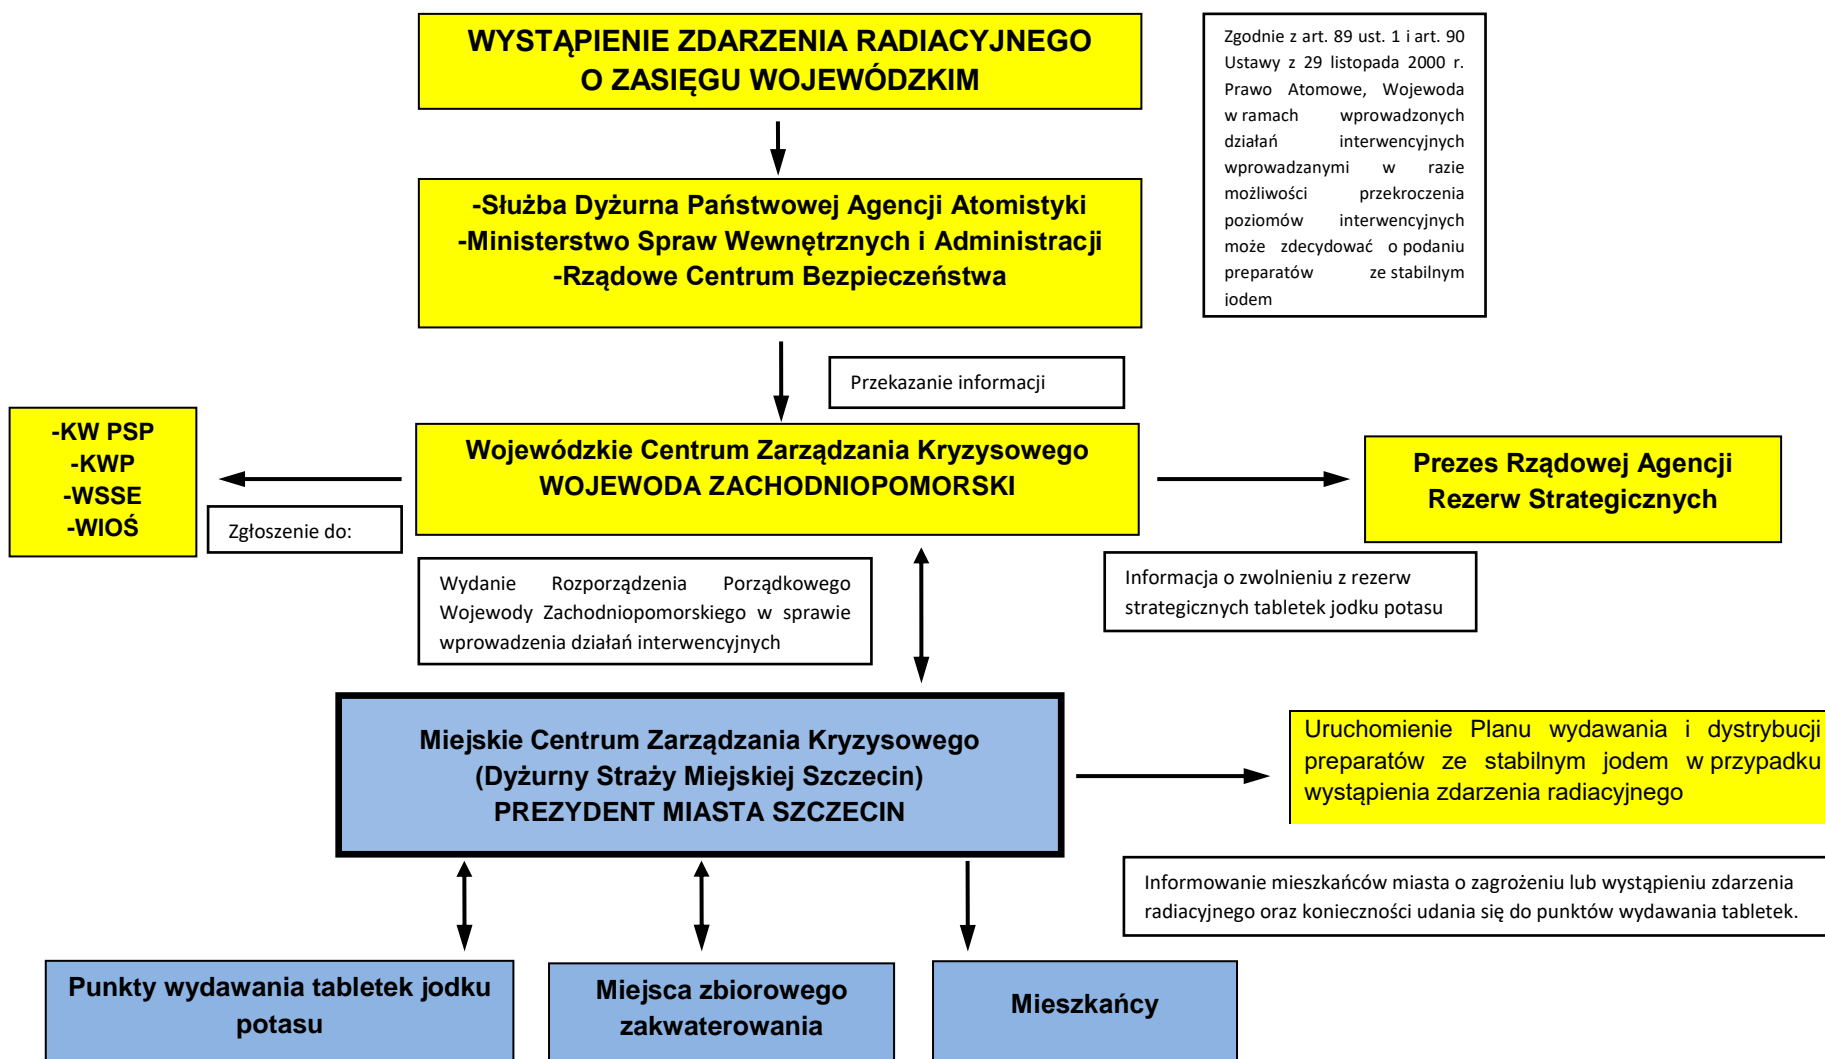 WYSTĄPIENIE ZDARZENIA RADIACYJNEGO
O ZASIĘGU WOJEWÓDZKIM
Zgodnie z art. 89 ust. 1 i art. 90
Ustawy z 29 listopada 2000 r.
Prawo Atomowe, Wojewoda
w ramach wprowadzonych
działań interwencyjnych
wprowadzanymi w razie
możliwości przekroczenia
poziomów interwencyjnych
może zdecydować o podaniu
preparatów ze stabilnym
jodem
-Służba Dyżurna Państwowej Agencji Atomistyki
-Ministerstwo Spraw Wewnętrznych i Administracji
-Rządowe Centrum Bezpieczeństwa
Przekazanie informacji
-KW PSP
-KWP
-WSSE
-WIOŚ
Zgłoszenie do:
Wojewódzkie Centrum Zarządzania Kryzysowego
WOJEWODA ZACHODNIOPOMORSKI
Prezes Rządowej Agencji
Rezerw Strategicznych
Wydanie Rozporządzenia Porządkowego
Wojewody Zachodniopomorskiego w sprawie
wprowadzenia działań interwencyjnych
Informacja o zwolnieniu z rezerw
strategicznych tabletek jodku potasu
Miejskie Centrum Zarządzania Kryzysowego
(Dyżurny Straży Miejskiej Szczecin)
PREZYDENT MIASTA SZCZECIN
Uruchomienie Planu wydawania i dystrybucji
preparatów ze stabilnym jodem w przypadku
wystąpienia zdarzenia radiacyjnego
Informowanie mieszkańców miasta o zagrożeniu lub wystąpieniu zdarzenia
radiacyjnego oraz konieczności udania się do punktów wydawania tabletek.
Punkty wydawania tabletek jodku
potasu
Miejsca zbiorowego
zakwaterowania
Mieszkańcy